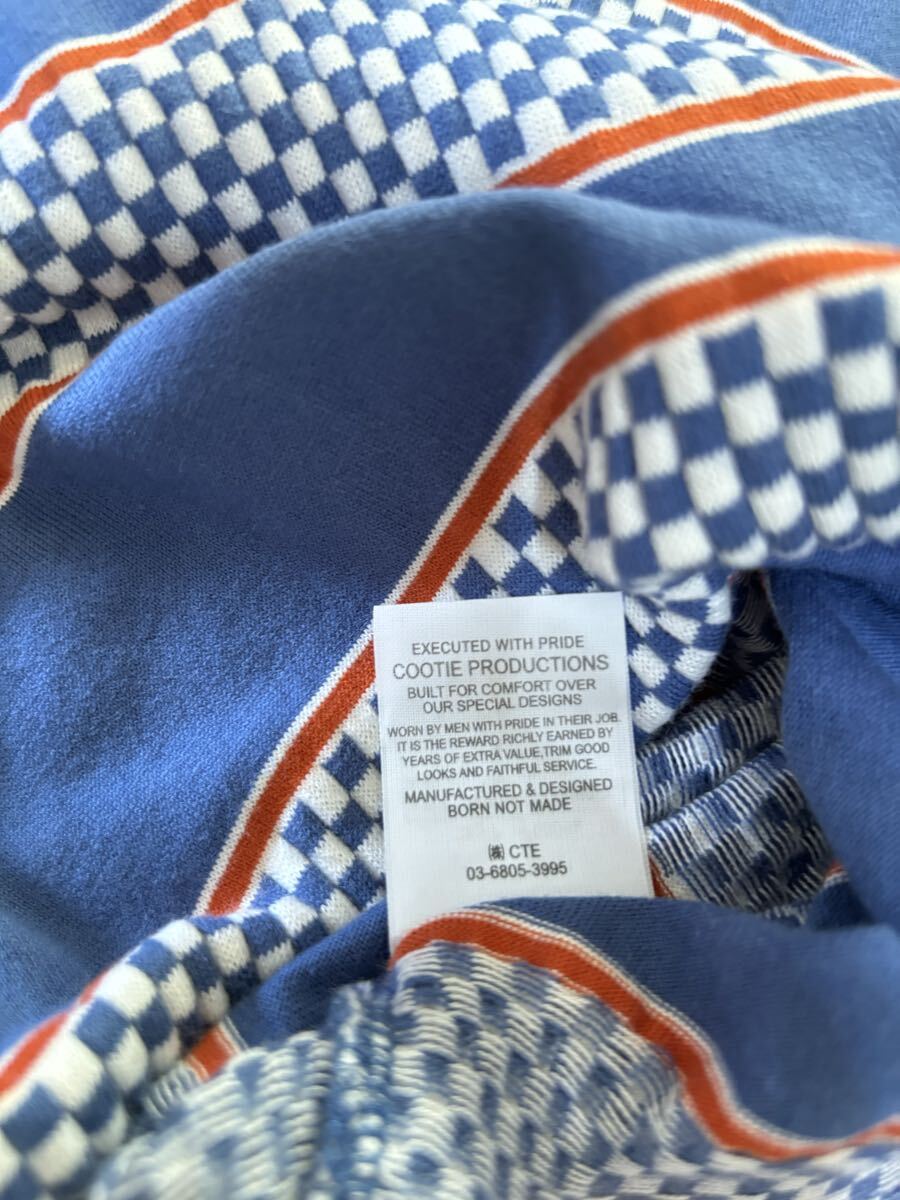 EXECUTED WITH PRIDE
COOTIE PRODUCTIONS
BUILT FOR COMFORT OVER
OUR SPECIAL DESIGNS
WORN BY MEN WITH PRIDE IN THEIR JOB.
IT IS THE REWARD RICHLY EARNED BY
YEARS OF EXTRA VALUE,TRIM GOOD
LOOKS AND FAITHFUL SERVICE.
MANUFACTURED & DESIGNED
BORN NOT MADE
㈱ CTE
03-6805-3995